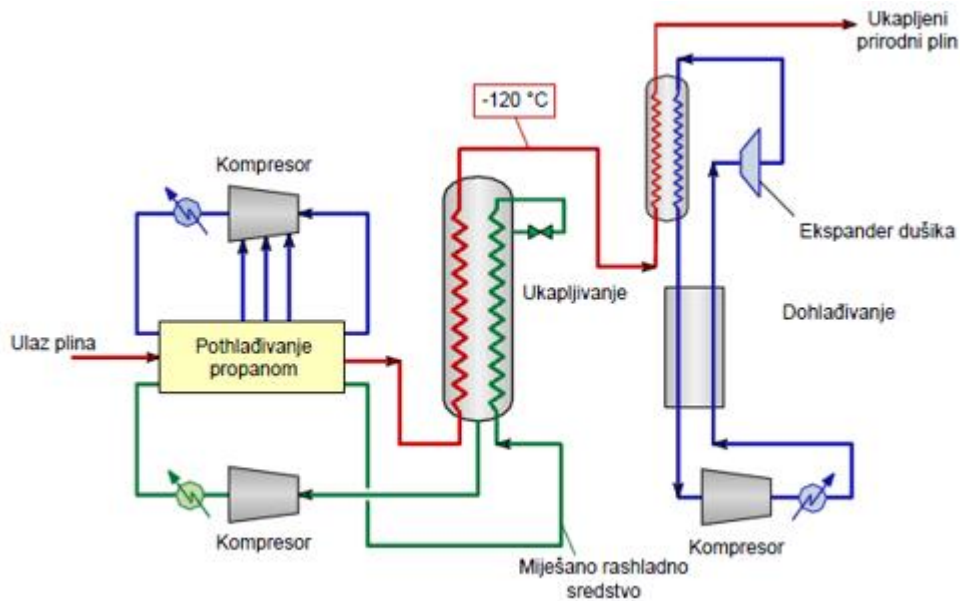 Ukapljeni
prirodni plin
-120 °C
Kompresor
Ekspander dušika
Ukapljivanje
Dohlađivanje
Ulaz plina
Pothlađivanje
propanom
Kompresor
Kompresor
Miješano rashladno
sredstvo